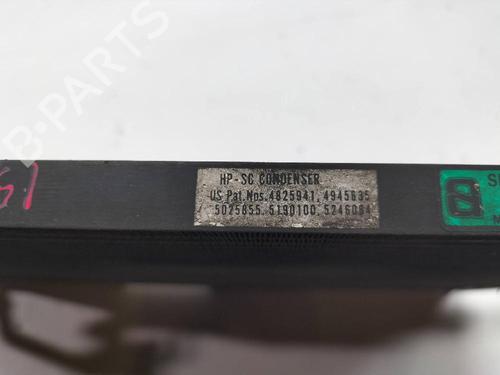 B-PARTS
HP-SC CONDENSER
US Pat.Nos.4825941, 4945635
5025855, 5190100, 5246064